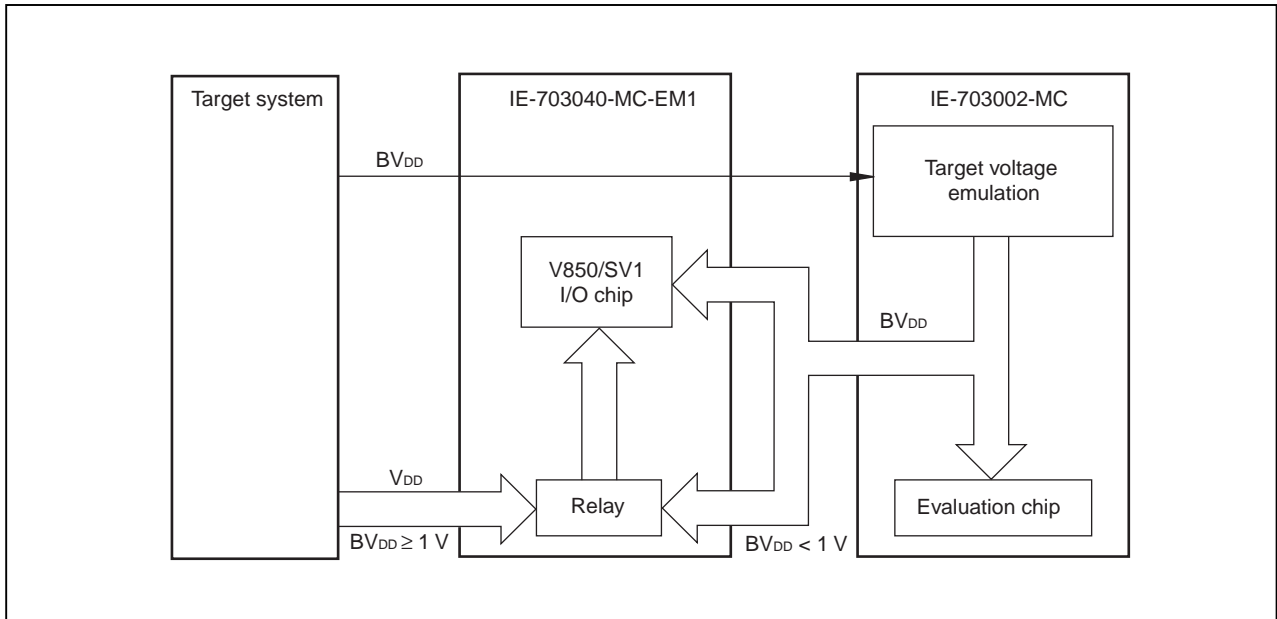 Target system
IE-703040-MC-EM1
IE-703002-MC
BVDD
Target voltage
emulation
V850/SV1
I/O chip
BVDD
VDD
Relay
Evaluation chip
BVDD ≥ 1 V
BVDD < 1 V